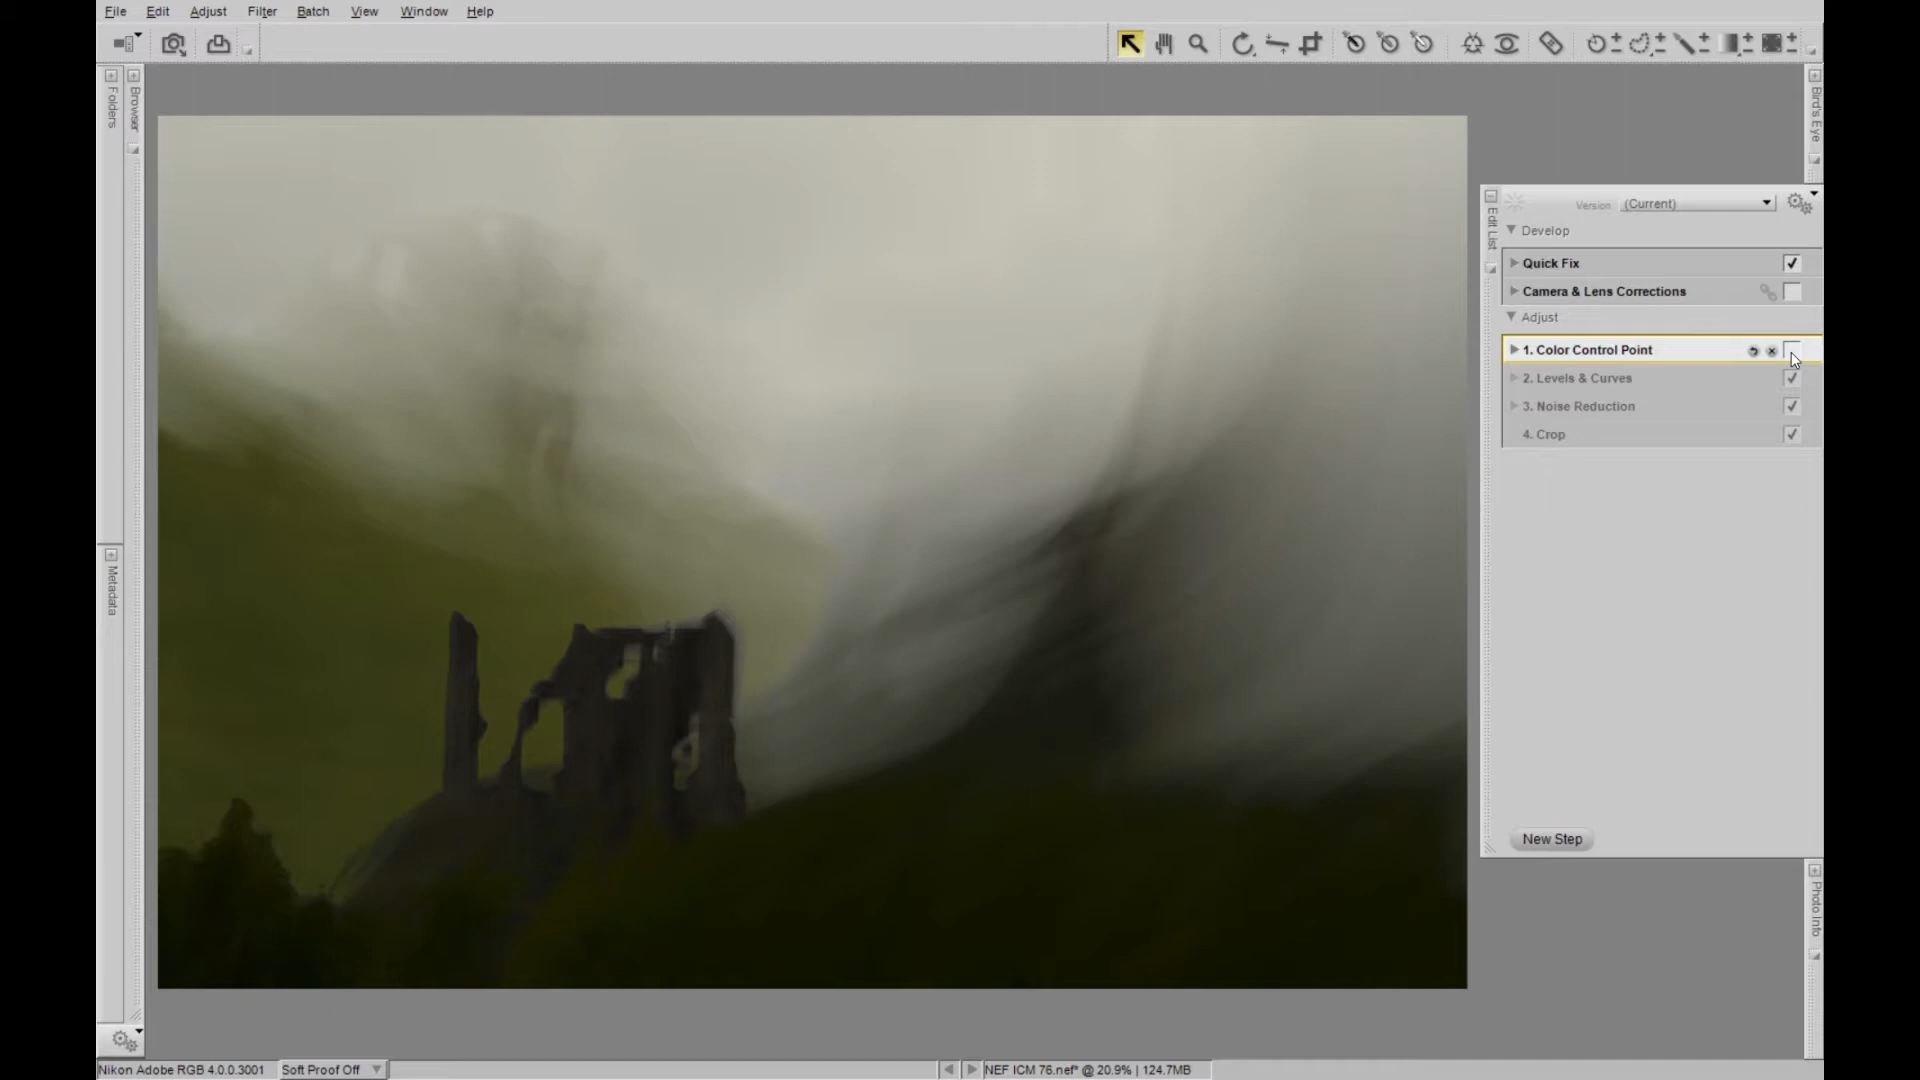 File Edit Adjust Filter Batch View Window Help
Folders
Browser
Bird's Eye
Edit List
Version (Current)
Develop
Quick Fix
Camera & Lens Corrections
Adjust
1. Color Control Point
2. Levels & Curves
3. Noise Reduction
4. Crop
Metadata
New Step
Photo Info
Nikon Adobe RGB 4.0.0.3001 Soft Proof Off NEF ICM 76.nef* @ 20.9% | 124.7MB